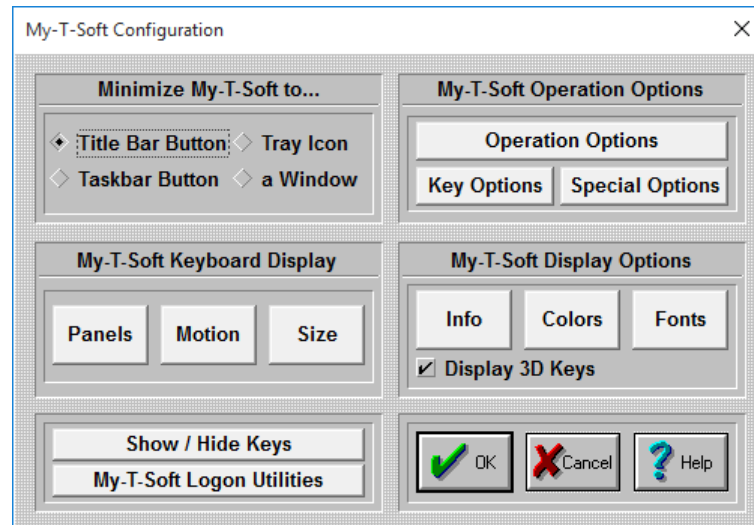 My-T-Soft Configuration
Minimize My-T-Soft to...
Title Bar Button Tray Icon
Taskbar Button a Window
My-T-Soft Operation Options
Operation Options
Key Options Special Options
My-T-Soft Keyboard Display
Panels Motion Size
My-T-Soft Display Options
Info Colors Fonts
Display 3D Keys
Show / Hide Keys
My-T-Soft Logon Utilities
OK Cancel Help